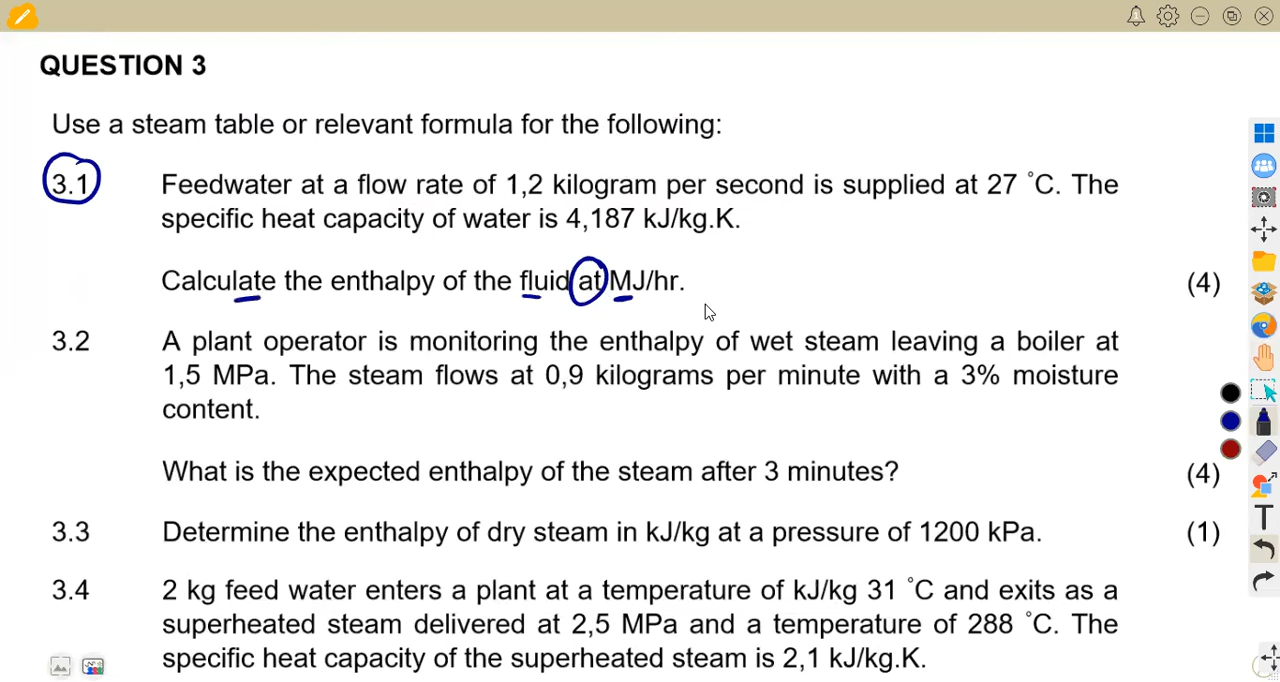 QUESTION 3
Use a steam table or relevant formula for the following:
3.1 Feedwater at a flow rate of 1,2 kilogram per second is supplied at 27 °C. The
specific heat capacity of water is 4,187 kJ/kg.K.
Calculate the enthalpy of the fluid at MJ/hr. (4)
3.2 A plant operator is monitoring the enthalpy of wet steam leaving a boiler at
1,5 MPa. The steam flows at 0,9 kilograms per minute with a 3% moisture
content.
What is the expected enthalpy of the steam after 3 minutes? (4)
3.3 Determine the enthalpy of dry steam in kJ/kg at a pressure of 1200 kPa. (1)
3.4 2 kg feed water enters a plant at a temperature of kJ/kg 31 °C and exits as a
superheated steam delivered at 2,5 MPa and a temperature of 288 °C. The
specific heat capacity of the superheated steam is 2,1 kJ/kg.K.
T